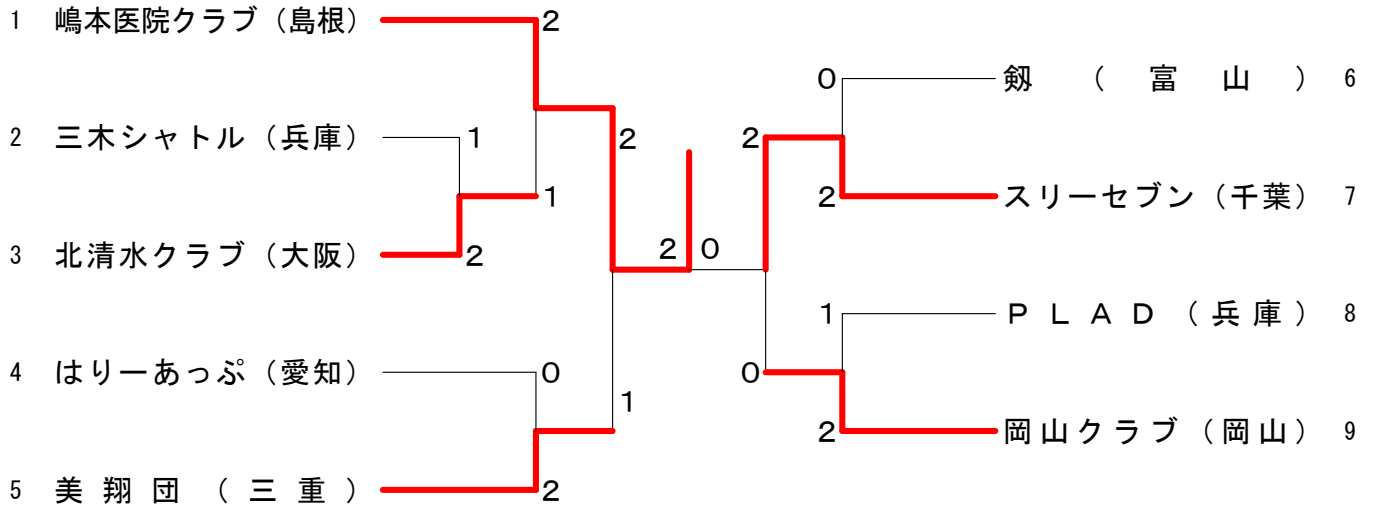 1 嶋本医院クラブ（島根） 2
0 剱（富山） 6
2 三木シャトル（兵庫） 1
2 2
1 2 スリーセブン（千葉） 7
3 北清水クラブ（大阪） 2
2 0
1 ＰＬＡＤ（兵庫） 8
4 はりーあっぷ（愛知） 0
0
1
2 岡山クラブ（岡山） 9
5 美翔団（三重） 2